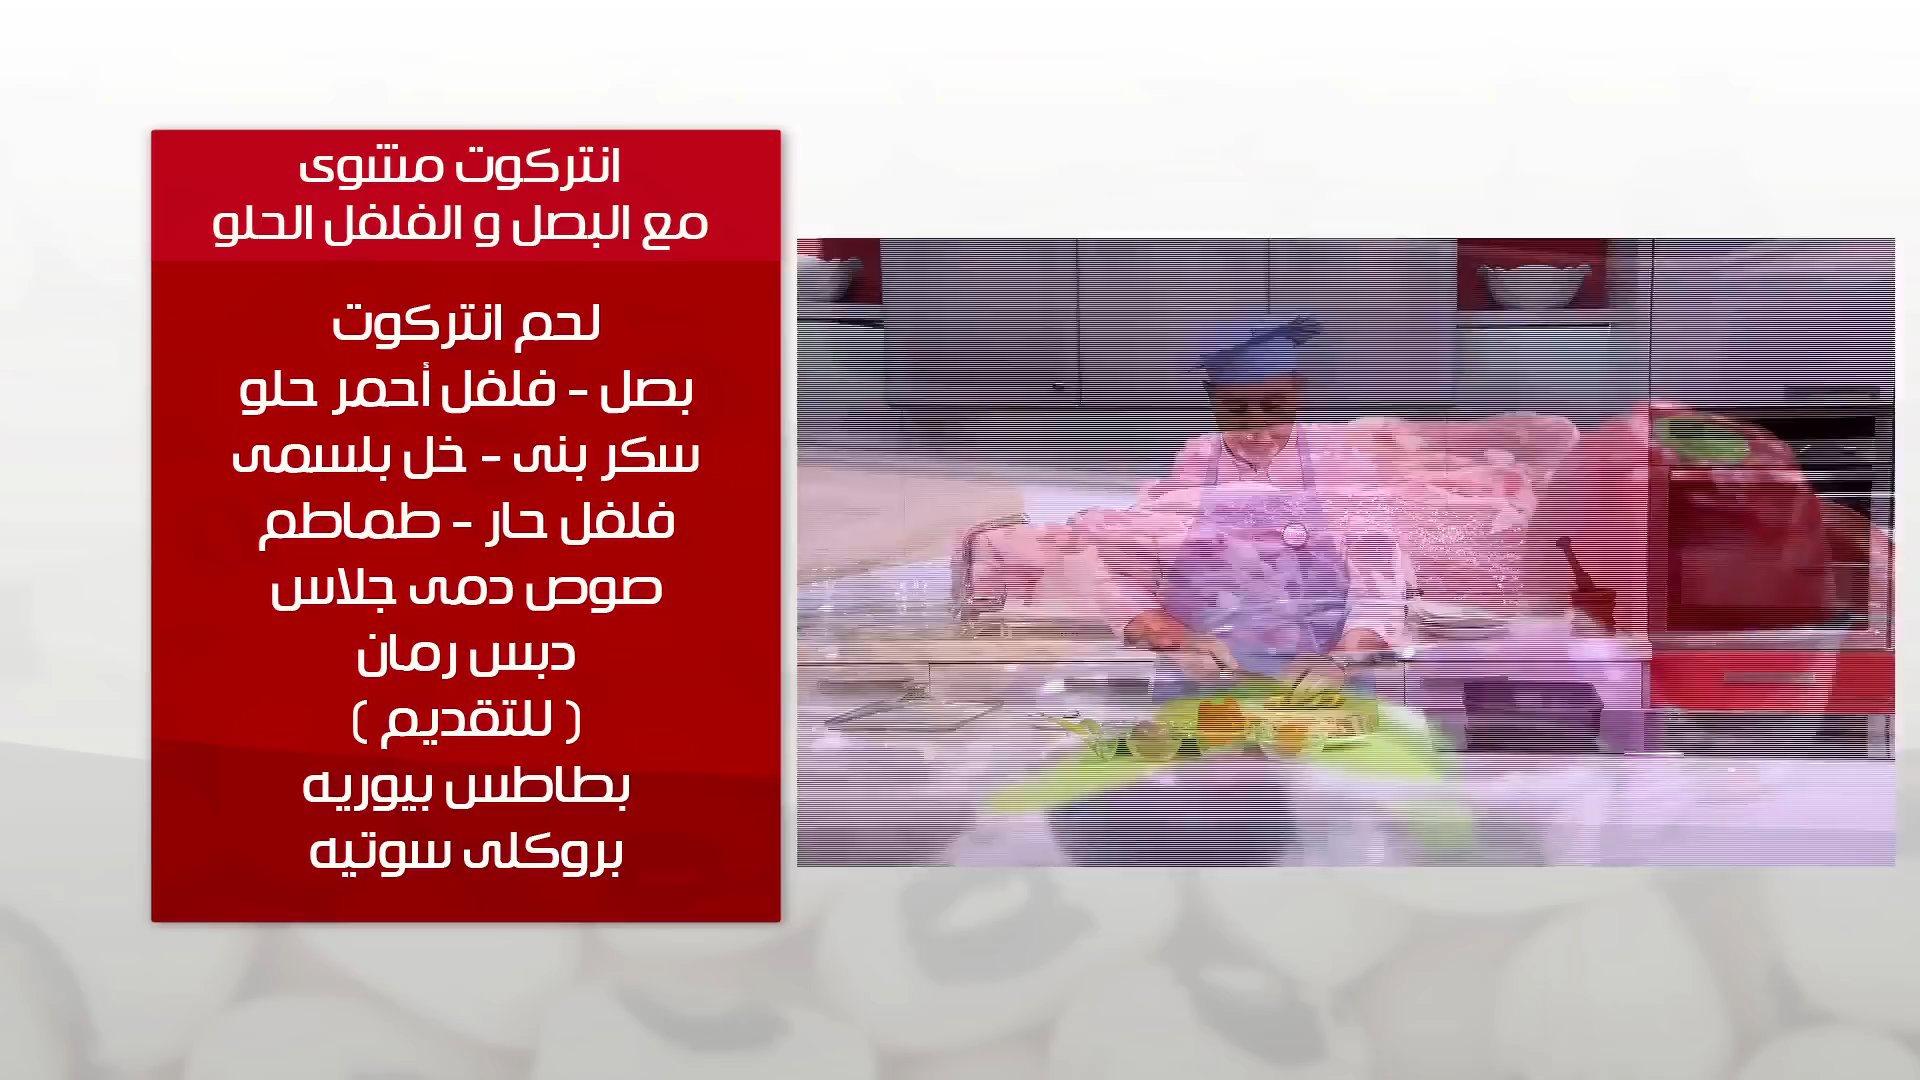 انتركوت مشوى
مع البصل و الفلفل الحلو
لحم انتركوت
بصل - فلفل أحمر حلو
سكر بنى - خل بلسمى
فلفل حار - طماطم
صوص دمى جلاس
دبس رمان
( للتقديم )
بطاطس بيوريه
بروكلى سوتيه